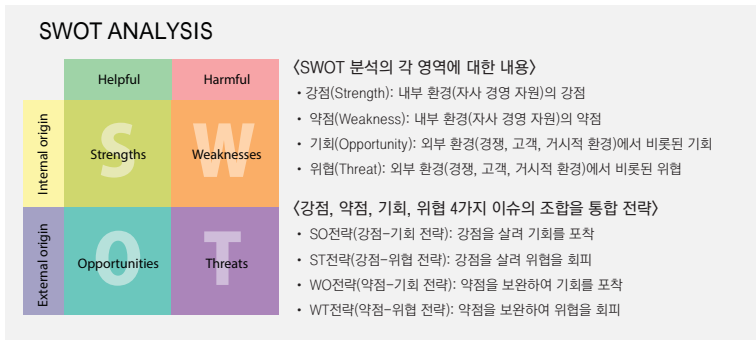 SWOT ANALYSIS
Helpful
Harmful
Internal origin
S
Strengths
W
Weaknesses
External origin
O
Opportunities
T
Threats
〈SWOT 분석의 각 영역에 대한 내용〉
• 강점(Strength): 내부 환경(자사 경영 자원)의 강점
• 약점(Weakness): 내부 환경(자사 경영 자원)의 약점
• 기회(Opportunity): 외부 환경(경쟁, 고객, 거시적 환경)에서 비롯된 기회
• 위협(Threat): 외부 환경(경쟁, 고객, 거시적 환경)에서 비롯된 위협
〈강점, 약점, 기회, 위협 4가지 이슈의 조합을 통합 전략〉
• SO전략(강점-기회 전략): 강점을 살려 기회를 포착
• ST전략(강점-위협 전략): 강점을 살려 위협을 회피
• WO전략(약점-기회 전략): 약점을 보완하여 기회를 포착
• WT전략(약점-위협 전략): 약점을 보완하여 위협을 회피